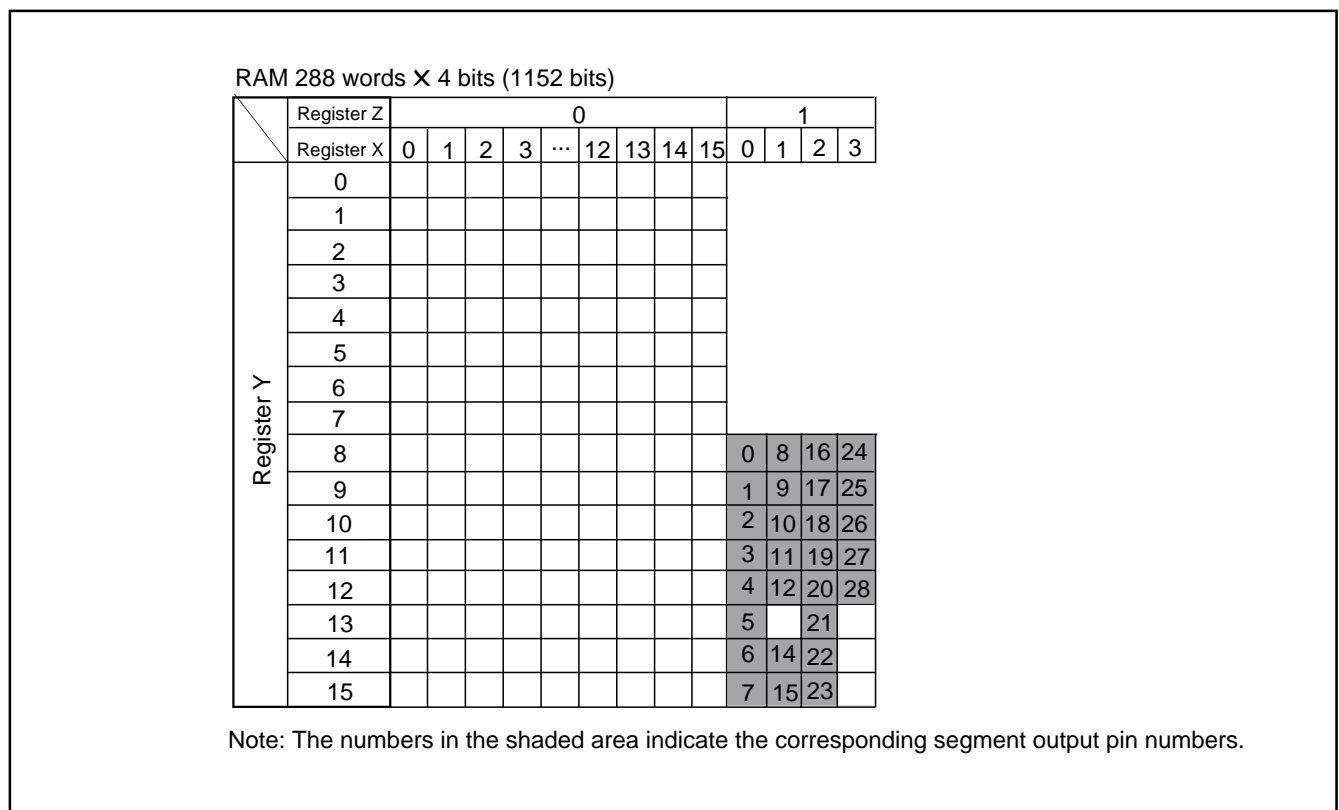 RAM 288 words X 4 bits (1152 bits)
Register Z 0 1
Register X 0 1 2 3 ... 12 13 14 15 0 1 2 3
Register Y
0
1
2
3
4
5
6
7
8 0 8 16 24
9 1 9 17 25
10 2 10 18 26
11 3 11 19 27
12 4 12 20 28
13 5 21
14 6 14 22
15 7 15 23
Note: The numbers in the shaded area indicate the corresponding segment output pin numbers.